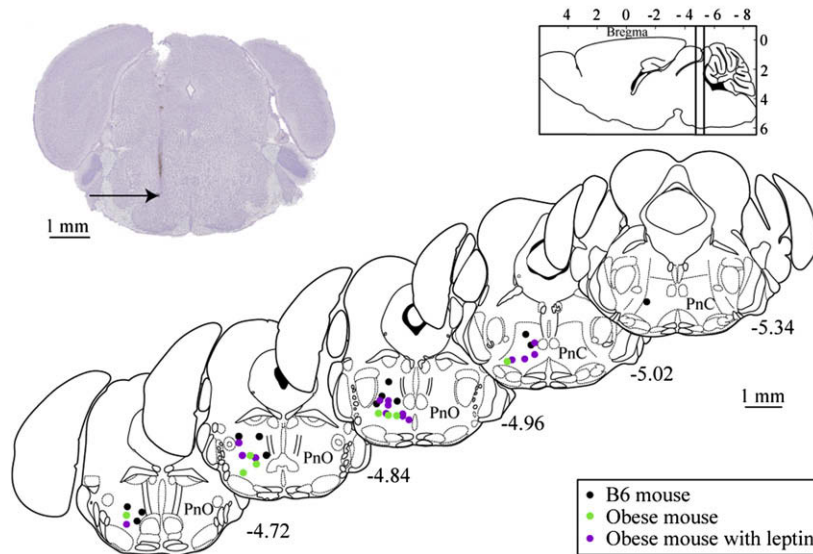 4 2 0 -2 -4 -6 -8
Bregma
0
2
4
6
1 mm
PnC
-5.34
PnC
-5.02
1 mm
PnO
-4.96
PnO
-4.84
PnO
-4.72
B6 mouse
Obese mouse
Obese mouse with leptin